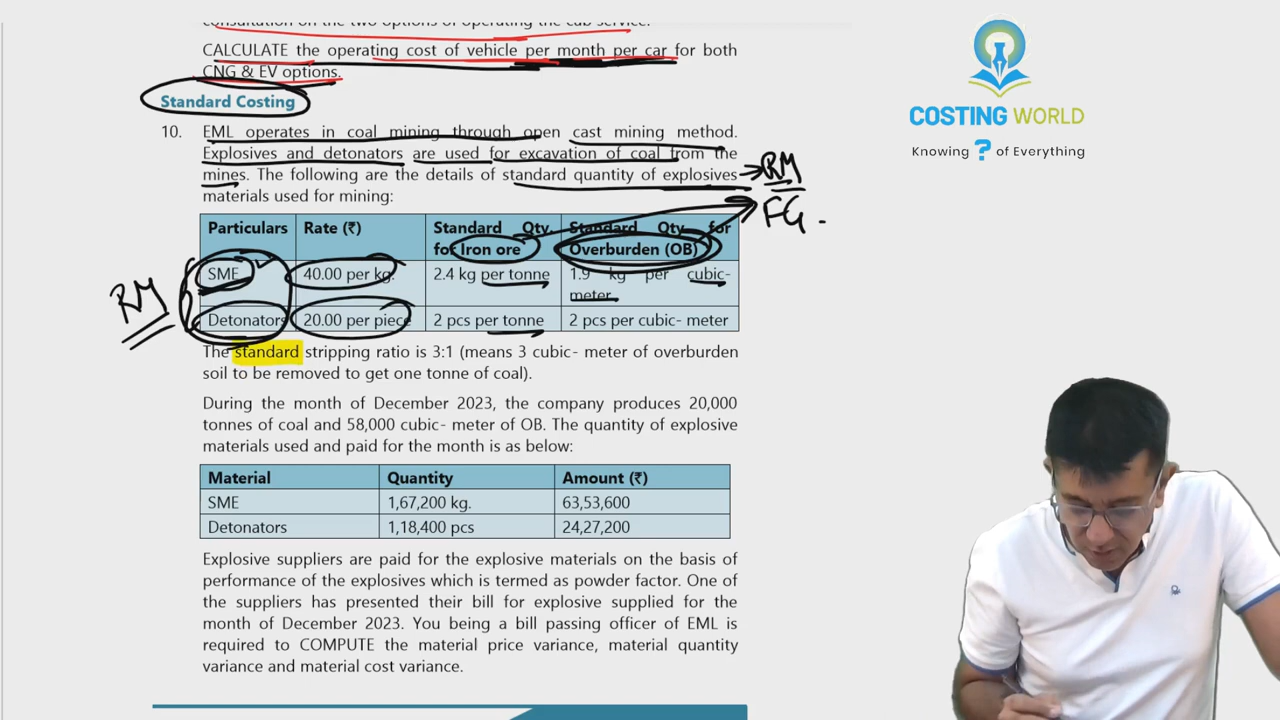 consultation on the two options of operating the cab service.
CALCULATE the operating cost of vehicle per month per car for both
CNG & EV options.
Standard Costing
10. EML operates in coal mining through open cast mining method.
Explosives and detonators are used for excavation of coal from the
mines. The following are the details of standard quantity of explosives
materials used for mining:
RM
FG
Particulars Rate (₹) Standard Qty. Standard Qty. for
for Iron ore Overburden (OB)
SME 40.00 per kg. 2.4 kg per tonne 1.9 kg per cubic-
meter
Detonators 20.00 per piece 2 pcs per tonne 2 pcs per cubic- meter
RM
The standard stripping ratio is 3:1 (means 3 cubic- meter of overburden
soil to be removed to get one tonne of coal).
During the month of December 2023, the company produces 20,000
tonnes of coal and 58,000 cubic- meter of OB. The quantity of explosive
materials used and paid for the month is as below:
Material Quantity Amount (₹)
SME 1,67,200 kg. 63,53,600
Detonators 1,18,400 pcs 24,27,200
Explosive suppliers are paid for the explosive materials on the basis of
performance of the explosives which is termed as powder factor. One of
the suppliers has presented their bill for explosive supplied for the
month of December 2023. You being a bill passing officer of EML is
required to COMPUTE the material price variance, material quantity
variance and material cost variance.
COSTING WORLD
Knowing ? of Everything